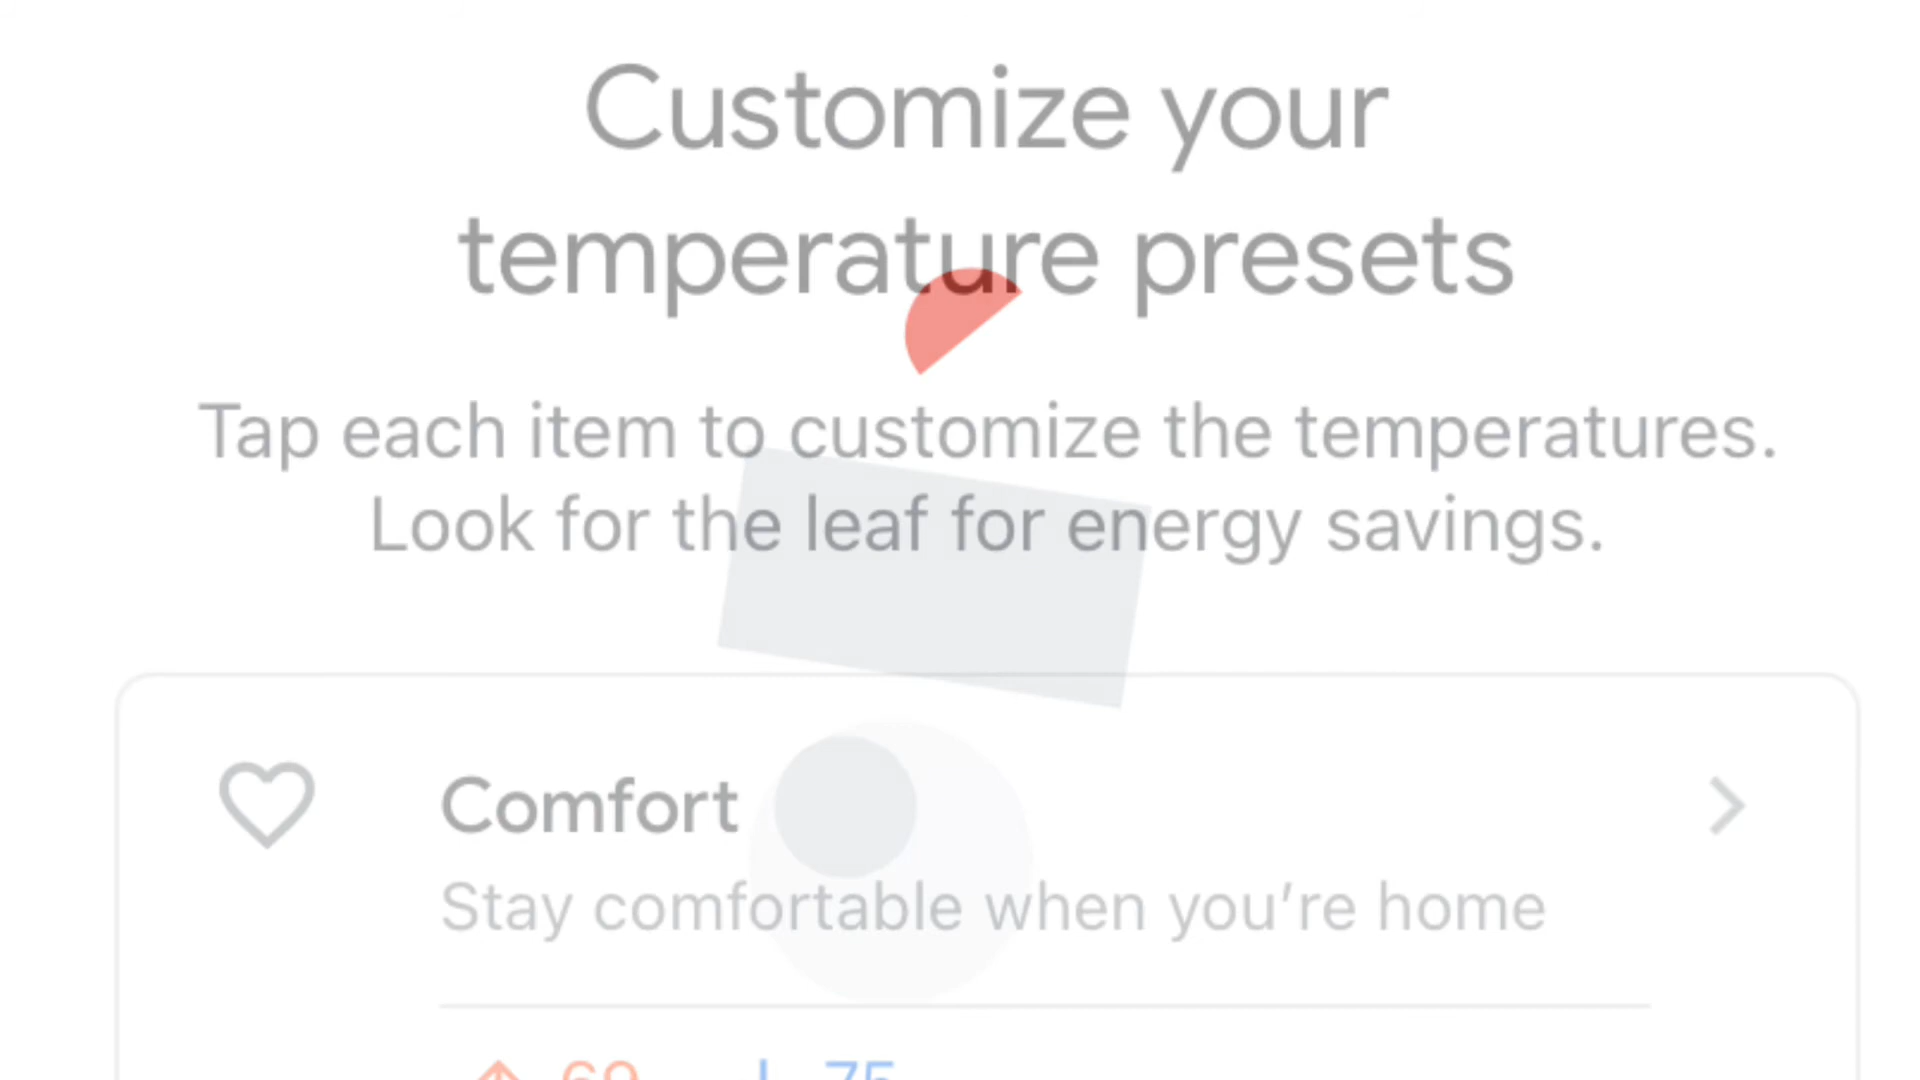 Customize your
temperature presets
Tap each item to customize the temperatures.
Look for the leaf for energy savings.
Comfort
Stay comfortable when you’re home
75